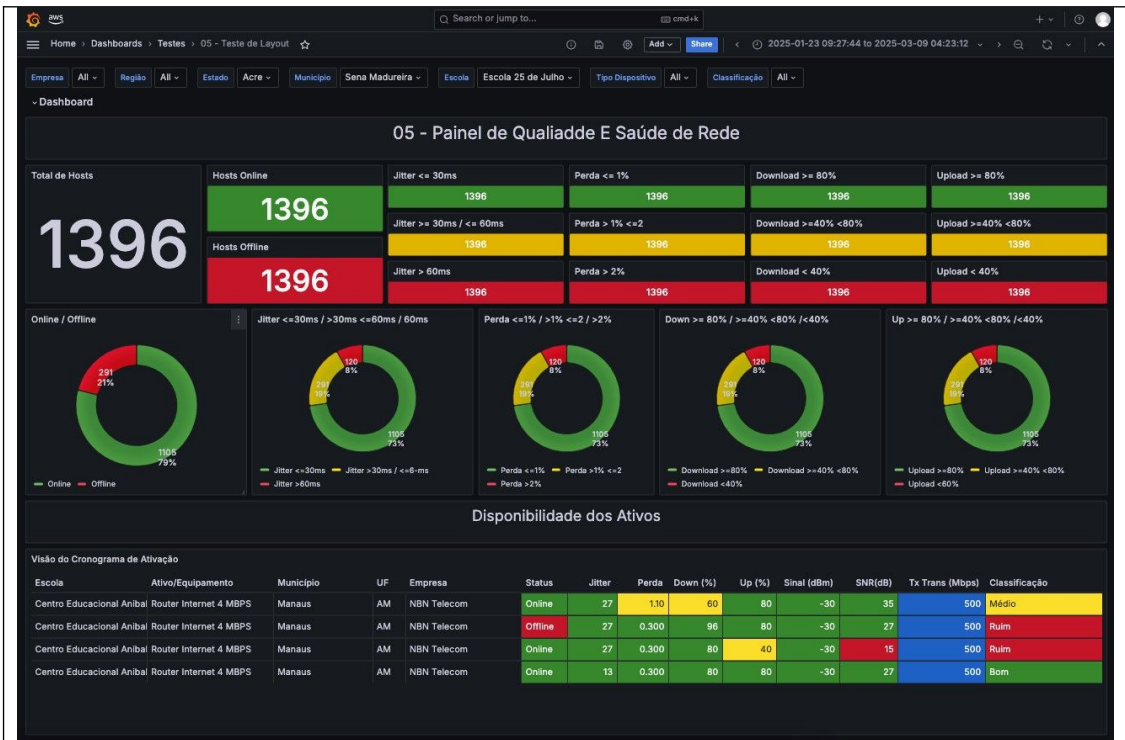 aws
Search or jump to...
cmd+k
Home › Dashboards › Testes › 05 - Teste de Layout
Add
Share
2025-01-23 09:27:44 to 2025-03-09 04:23:12
Empresa All Região All Estado Acre Município Sena Madureira Escola Escola 25 de Julho Tipo Dispositivo All Classificação All
Dashboard
05 - Painel de Qualiadde E Saúde de Rede
Total de Hosts
1396
Hosts Online
1396
Hosts Offline
1396
Jitter <= 30ms
1396
Jitter >= 30ms / <= 60ms
1396
Jitter > 60ms
1396
Perda <= 1%
1396
Perda > 1% <=2
1396
Perda > 2%
1396
Download >= 80%
1396
Download >=40% <80%
1396
Download < 40%
1396
Upload >= 80%
1396
Upload >=40% <80%
1396
Upload < 40%
1396
Online / Offline
291
21%
1105
79%
Online Offline
Jitter <=30ms / >30ms <=60ms / 60ms
120
8%
291
19%
1105
73%
Jitter <=30ms Jitter >30ms / <=6-ms
Jitter >60ms
Perda <=1% / >1% <=2 / >2%
120
8%
291
19%
1105
73%
Perda <=1% Perda >1% <=2
Perda >2%
Down >= 80% / >=40% <80% /<40%
120
8%
291
19%
1105
73%
Download >=80% Download >=40% <80%
Download <40%
Up >= 80% / >=40% <80% /<40%
120
8%
291
19%
1105
73%
Upload >=80% Upload >=40% <80%
Upload <60%
Disponibilidade dos Ativos
Visão do Cronograma de Ativação
Escola Ativo/Equipamento Município UF Empresa Status Jitter Perda Down (%) Up (%) Sinal (dBm) SNR(dB) Tx Trans (Mbps) Classificação
Centro Educacional Anibal Router Internet 4 MBPS Manaus AM NBN Telecom Online 27 1.10 60 80 -30 35 500 Médio
Centro Educacional Anibal Router Internet 4 MBPS Manaus AM NBN Telecom Offline 27 0.300 96 80 -30 27 500 Ruim
Centro Educacional Anibal Router Internet 4 MBPS Manaus AM NBN Telecom Online 27 0.300 80 40 -30 15 500 Ruim
Centro Educacional Anibal Router Internet 4 MBPS Manaus AM NBN Telecom Online 13 0.300 80 80 -30 27 500 Bom